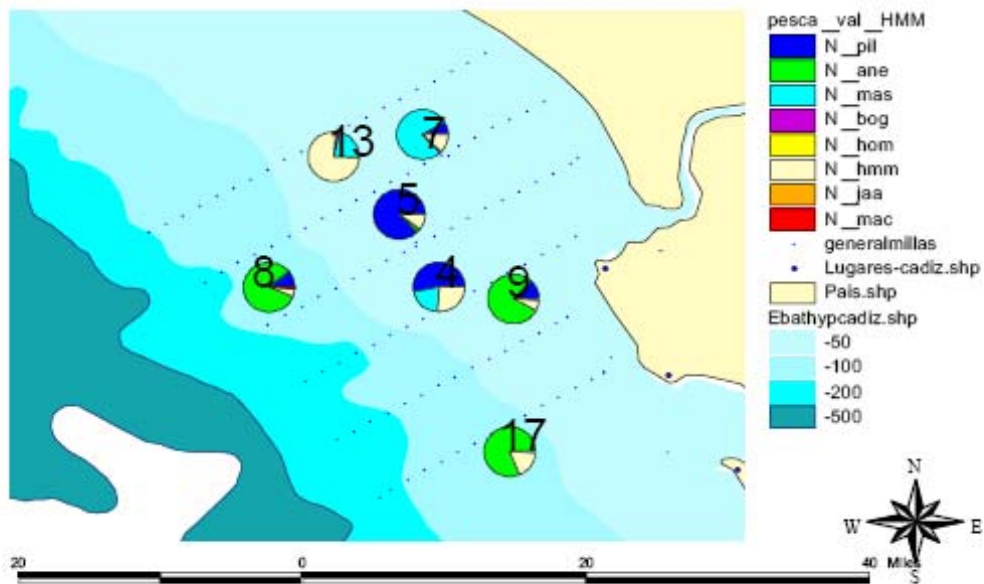 pesca__val__HMM
N__pil
N__ane
N__mas
N__bog
N__hom
N__hmm
N__jaa
N__mac
generalmillas
Lugares-cadiz.shp
Pais.shp
Ebathypcadiz.shp
-50
-100
-200
-500
13
7
5
8
4
9
17
N
W
E
S
20
0
20
40
Miles